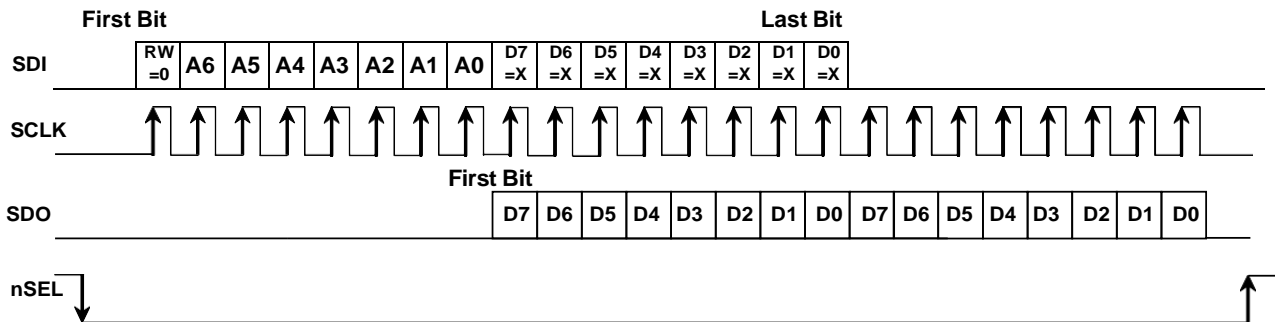 First Bit Last Bit
SDI RW =0 A6 A5 A4 A3 A2 A1 A0 D7 =X D6 =X D5 =X D4 =X D3 =X D2 =X D1 =X D0 =X
SCLK
First Bit
SDO D7 D6 D5 D4 D3 D2 D1 D0 D7 D6 D5 D4 D3 D2 D1 D0
nSEL